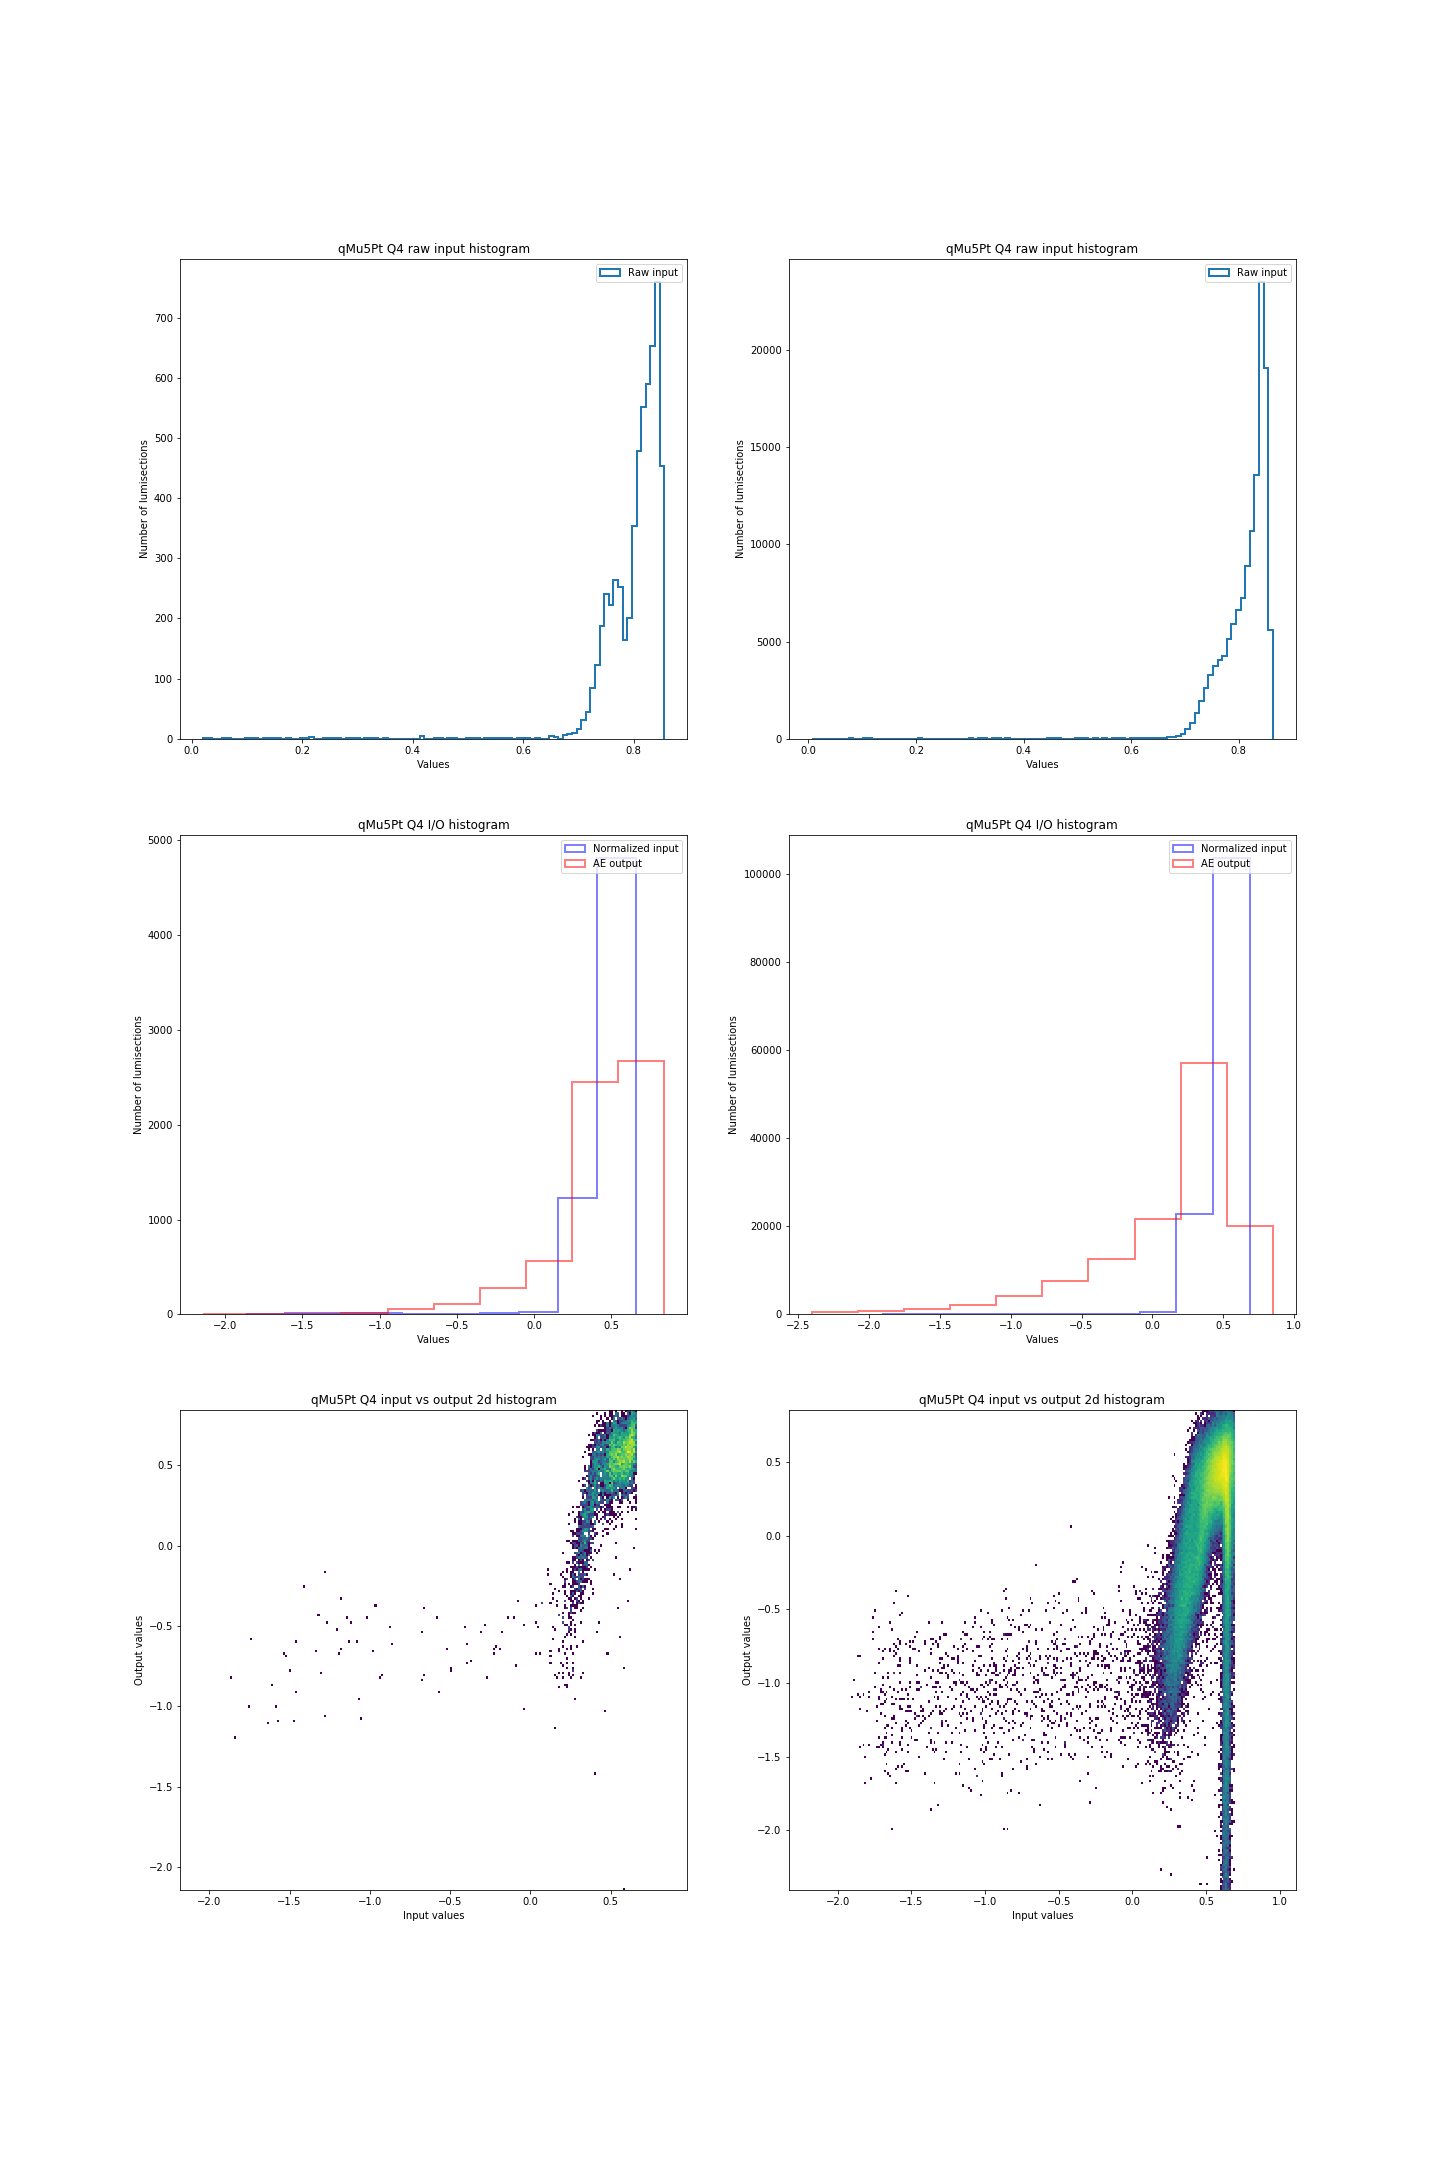 qMu5Pt Q4 raw input histogram
Raw input
700
600
500
400
300
200
100
0
Number of lumisections
0.0 0.2 0.4 0.6 0.8
Values
qMu5Pt Q4 raw input histogram
Raw input
20000
15000
10000
5000
0
Number of lumisections
0.0 0.2 0.4 0.6 0.8
Values
qMu5Pt Q4 I/O histogram
Normalized input
AE output
5000
4000
3000
2000
1000
0
Number of lumisections
−2.0 −1.5 −1.0 −0.5 0.0 0.5
Values
qMu5Pt Q4 I/O histogram
Normalized input
AE output
100000
80000
60000
40000
20000
0
Number of lumisections
−2.5 −2.0 −1.5 −1.0 −0.5 0.0 0.5 1.0
Values
qMu5Pt Q4 input vs output 2d histogram
0.5
0.0
−0.5
−1.0
−1.5
−2.0
Output values
−2.0 −1.5 −1.0 −0.5 0.0 0.5
Input values
qMu5Pt Q4 input vs output 2d histogram
0.5
0.0
−0.5
−1.0
−1.5
−2.0
Output values
−2.0 −1.5 −1.0 −0.5 0.0 0.5 1.0
Input values